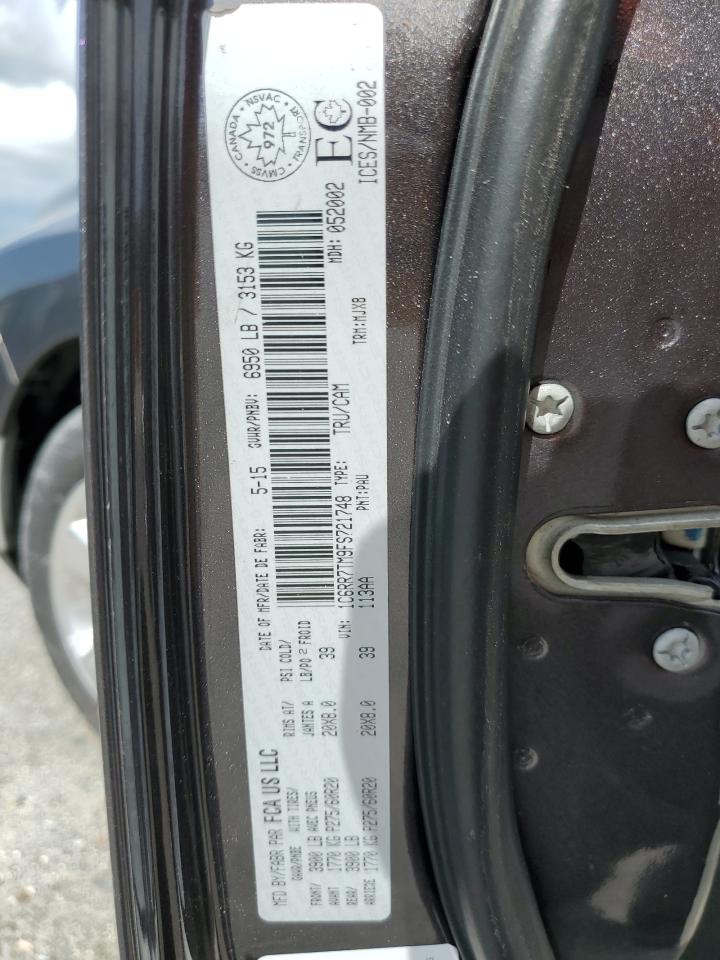 MFD BY/FABR PAR FCA US LLC
DATE OF MFR/DATE DE FABR: 5-15 GVWR/PNBV: 6950 LB / 3153 KG
GAWR/PNBE WITH TIRES/ RIMS AT/ PSI COLD/
FRONT/ 3900 LB AVEC PNEUS JANTES A LB/PO 2 FROID
AVANT 1770 KG P275/60R20 20X8.0 39
REAR/ 3900 LB
ARRIERE 1770 KG P275/60R20 20X8.0 39
VIN: 1C6RR7TM9FS721748 TYPE: TRU/CAM MDH: 052002
113AA PNT:PAU TRM:MJXB
CANADA • NSVAC • TRANSPORT • CMVSS •
972
EC
ICES/NMB-002